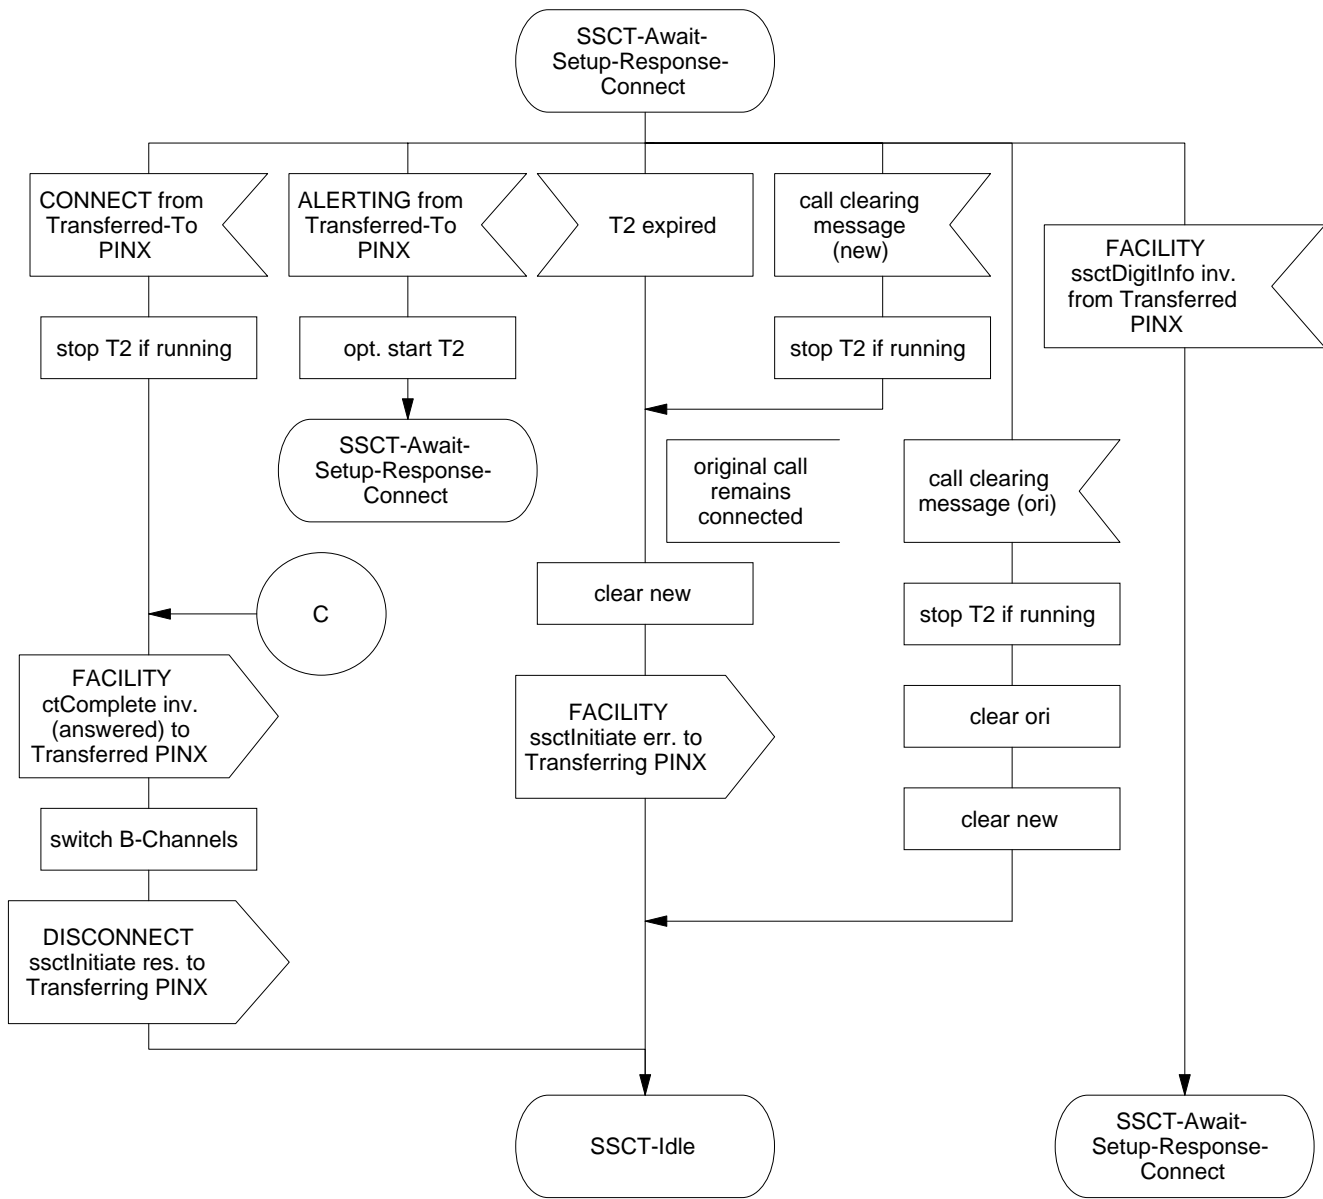 SSCT-Await-
Setup-Response-
Connect
CONNECT from
Transferred-To
PINX
ALERTING from
Transferred-To
PINX
T2 expired
call clearing
message
(new)
FACILITY
ssctDigitInfo inv.
from Transferred
PINX
stop T2 if running
opt. start T2
stop T2 if running
SSCT-Await-
Setup-Response-
Connect
original call
remains
connected
call clearing
message (ori)
C
clear new
stop T2 if running
FACILITY
ctComplete inv.
(answered) to
Transferred PINX
FACILITY
ssctInitiate err. to
Transferring PINX
clear ori
switch B-Channels
clear new
DISCONNECT
ssctInitiate res. to
Transferring PINX
SSCT-Idle
SSCT-Await-
Setup-Response-
Connect